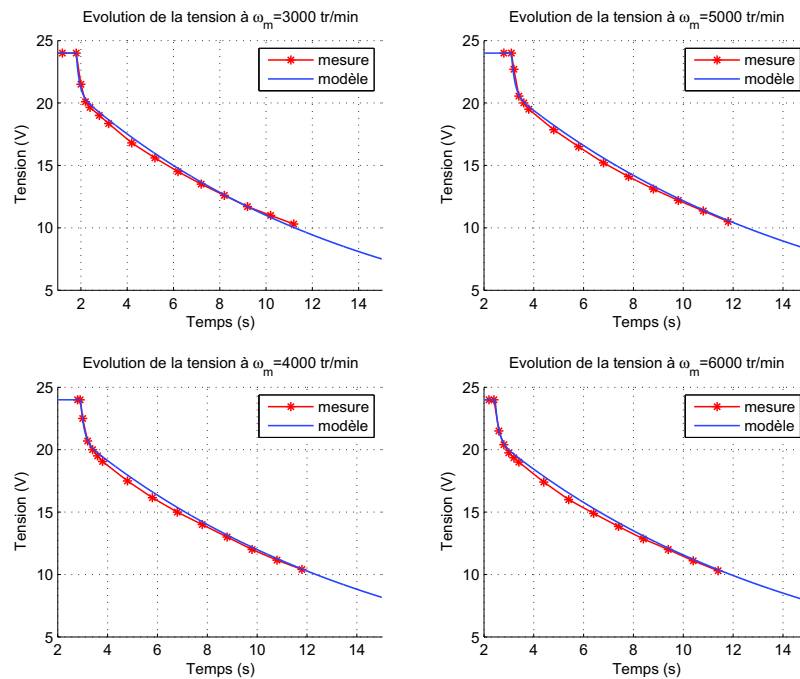 Evolution de la tension à ω_m=3000 tr/min
25
20
15
10
5
Tension (V)
2 4 6 8 10 12 14
Temps (s)
mesure
modèle
Evolution de la tension à ω_m=5000 tr/min
25
20
15
10
5
Tension (V)
2 4 6 8 10 12 14
Temps (s)
mesure
modèle
Evolution de la tension à ω_m=4000 tr/min
25
20
15
10
5
Tension (V)
2 4 6 8 10 12 14
Temps (s)
mesure
modèle
Evolution de la tension à ω_m=6000 tr/min
25
20
15
10
5
Tension (V)
2 4 6 8 10 12 14
Temps (s)
mesure
modèle